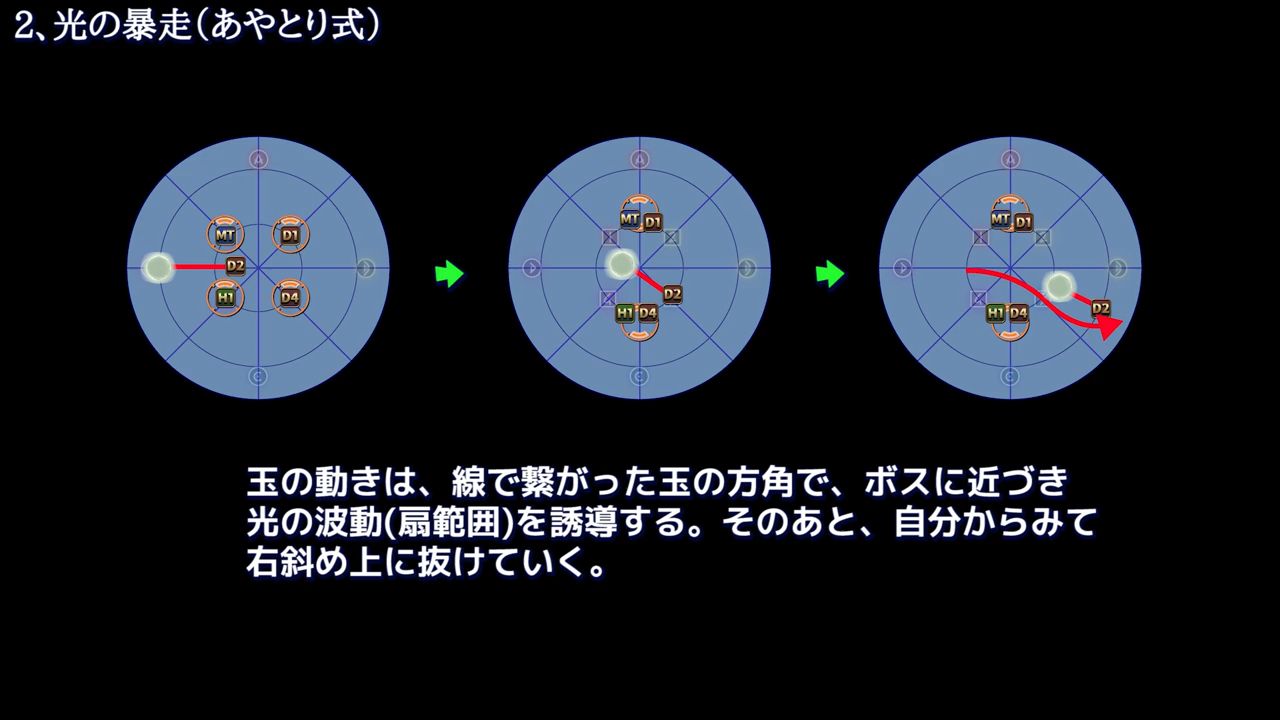 2、光の暴走(あやとり式)
A
MT
D1
D2
H1
D4
C
A
MT
D1
D2
H1
D4
C
A
MT
D1
D2
H1
D4
C
玉の動きは、線で繋がった玉の方角で、ボスに近づき
光の波動(扇範囲)を誘導する。そのあと、自分からみて
右斜め上に抜けていく。